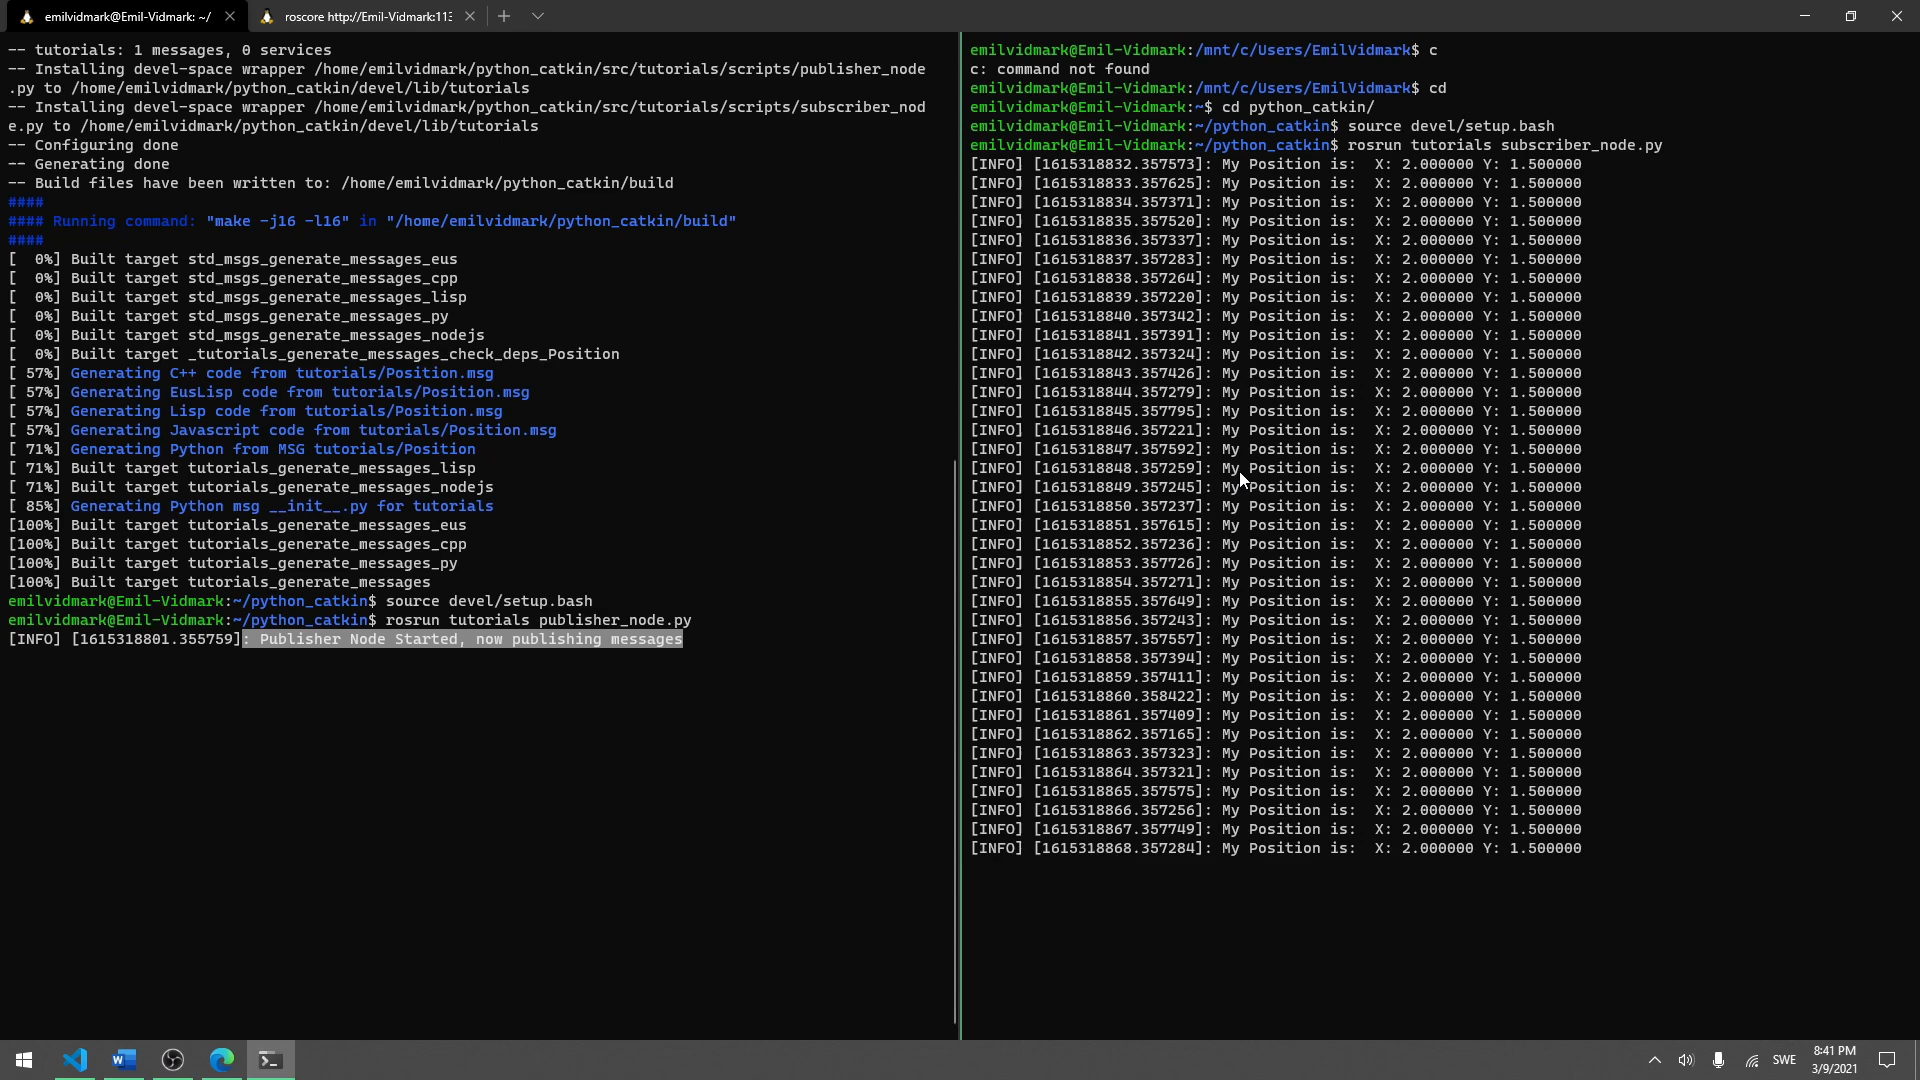 emilvidmark@Emil-Vidmark: ~/
roscore http://Emil-Vidmark:113
-- tutorials: 1 messages, 0 services
-- Installing devel-space wrapper /home/emilvidmark/python_catkin/src/tutorials/scripts/publisher_node
.py to /home/emilvidmark/python_catkin/devel/lib/tutorials
-- Installing devel-space wrapper /home/emilvidmark/python_catkin/src/tutorials/scripts/subscriber_nod
e.py to /home/emilvidmark/python_catkin/devel/lib/tutorials
-- Configuring done
-- Generating done
-- Build files have been written to: /home/emilvidmark/python_catkin/build
####
#### Running command: "make -j16 -l16" in "/home/emilvidmark/python_catkin/build"
####
[  0%] Built target std_msgs_generate_messages_eus
[  0%] Built target std_msgs_generate_messages_cpp
[  0%] Built target std_msgs_generate_messages_lisp
[  0%] Built target std_msgs_generate_messages_py
[  0%] Built target std_msgs_generate_messages_nodejs
[  0%] Built target _tutorials_generate_messages_check_deps_Position
[ 57%] Generating C++ code from tutorials/Position.msg
[ 57%] Generating EusLisp code from tutorials/Position.msg
[ 57%] Generating Lisp code from tutorials/Position.msg
[ 57%] Generating Javascript code from tutorials/Position.msg
[ 71%] Generating Python from MSG tutorials/Position
[ 71%] Built target tutorials_generate_messages_lisp
[ 71%] Built target tutorials_generate_messages_nodejs
[ 85%] Generating Python msg __init__.py for tutorials
[100%] Built target tutorials_generate_messages_eus
[100%] Built target tutorials_generate_messages_cpp
[100%] Built target tutorials_generate_messages_py
[100%] Built target tutorials_generate_messages
emilvidmark@Emil-Vidmark:~/python_catkin$ source devel/setup.bash
emilvidmark@Emil-Vidmark:~/python_catkin$ rosrun tutorials publisher_node.py
[INFO] [1615318801.355759]: Publisher Node Started, now publishing messages
emilvidmark@Emil-Vidmark:/mnt/c/Users/EmilVidmark$ c
c: command not found
emilvidmark@Emil-Vidmark:/mnt/c/Users/EmilVidmark$ cd
emilvidmark@Emil-Vidmark:~$ cd python_catkin/
emilvidmark@Emil-Vidmark:~/python_catkin$ source devel/setup.bash
emilvidmark@Emil-Vidmark:~/python_catkin$ rosrun tutorials subscriber_node.py
[INFO] [1615318832.357573]: My Position is:  X: 2.000000 Y: 1.500000
[INFO] [1615318833.357625]: My Position is:  X: 2.000000 Y: 1.500000
[INFO] [1615318834.357371]: My Position is:  X: 2.000000 Y: 1.500000
[INFO] [1615318835.357520]: My Position is:  X: 2.000000 Y: 1.500000
[INFO] [1615318836.357337]: My Position is:  X: 2.000000 Y: 1.500000
[INFO] [1615318837.357283]: My Position is:  X: 2.000000 Y: 1.500000
[INFO] [1615318838.357264]: My Position is:  X: 2.000000 Y: 1.500000
[INFO] [1615318839.357220]: My Position is:  X: 2.000000 Y: 1.500000
[INFO] [1615318840.357342]: My Position is:  X: 2.000000 Y: 1.500000
[INFO] [1615318841.357391]: My Position is:  X: 2.000000 Y: 1.500000
[INFO] [1615318842.357324]: My Position is:  X: 2.000000 Y: 1.500000
[INFO] [1615318843.357426]: My Position is:  X: 2.000000 Y: 1.500000
[INFO] [1615318844.357279]: My Position is:  X: 2.000000 Y: 1.500000
[INFO] [1615318845.357795]: My Position is:  X: 2.000000 Y: 1.500000
[INFO] [1615318846.357221]: My Position is:  X: 2.000000 Y: 1.500000
[INFO] [1615318847.357592]: My Position is:  X: 2.000000 Y: 1.500000
[INFO] [1615318848.357259]: My Position is:  X: 2.000000 Y: 1.500000
[INFO] [1615318849.357245]: My Position is:  X: 2.000000 Y: 1.500000
[INFO] [1615318850.357237]: My Position is:  X: 2.000000 Y: 1.500000
[INFO] [1615318851.357615]: My Position is:  X: 2.000000 Y: 1.500000
[INFO] [1615318852.357236]: My Position is:  X: 2.000000 Y: 1.500000
[INFO] [1615318853.357726]: My Position is:  X: 2.000000 Y: 1.500000
[INFO] [1615318854.357271]: My Position is:  X: 2.000000 Y: 1.500000
[INFO] [1615318855.357649]: My Position is:  X: 2.000000 Y: 1.500000
[INFO] [1615318856.357243]: My Position is:  X: 2.000000 Y: 1.500000
[INFO] [1615318857.357557]: My Position is:  X: 2.000000 Y: 1.500000
[INFO] [1615318858.357394]: My Position is:  X: 2.000000 Y: 1.500000
[INFO] [1615318859.357411]: My Position is:  X: 2.000000 Y: 1.500000
[INFO] [1615318860.358422]: My Position is:  X: 2.000000 Y: 1.500000
[INFO] [1615318861.357409]: My Position is:  X: 2.000000 Y: 1.500000
[INFO] [1615318862.357165]: My Position is:  X: 2.000000 Y: 1.500000
[INFO] [1615318863.357323]: My Position is:  X: 2.000000 Y: 1.500000
[INFO] [1615318864.357321]: My Position is:  X: 2.000000 Y: 1.500000
[INFO] [1615318865.357575]: My Position is:  X: 2.000000 Y: 1.500000
[INFO] [1615318866.357256]: My Position is:  X: 2.000000 Y: 1.500000
[INFO] [1615318867.357749]: My Position is:  X: 2.000000 Y: 1.500000
[INFO] [1615318868.357284]: My Position is:  X: 2.000000 Y: 1.500000
SWE
8:41 PM
3/9/2021